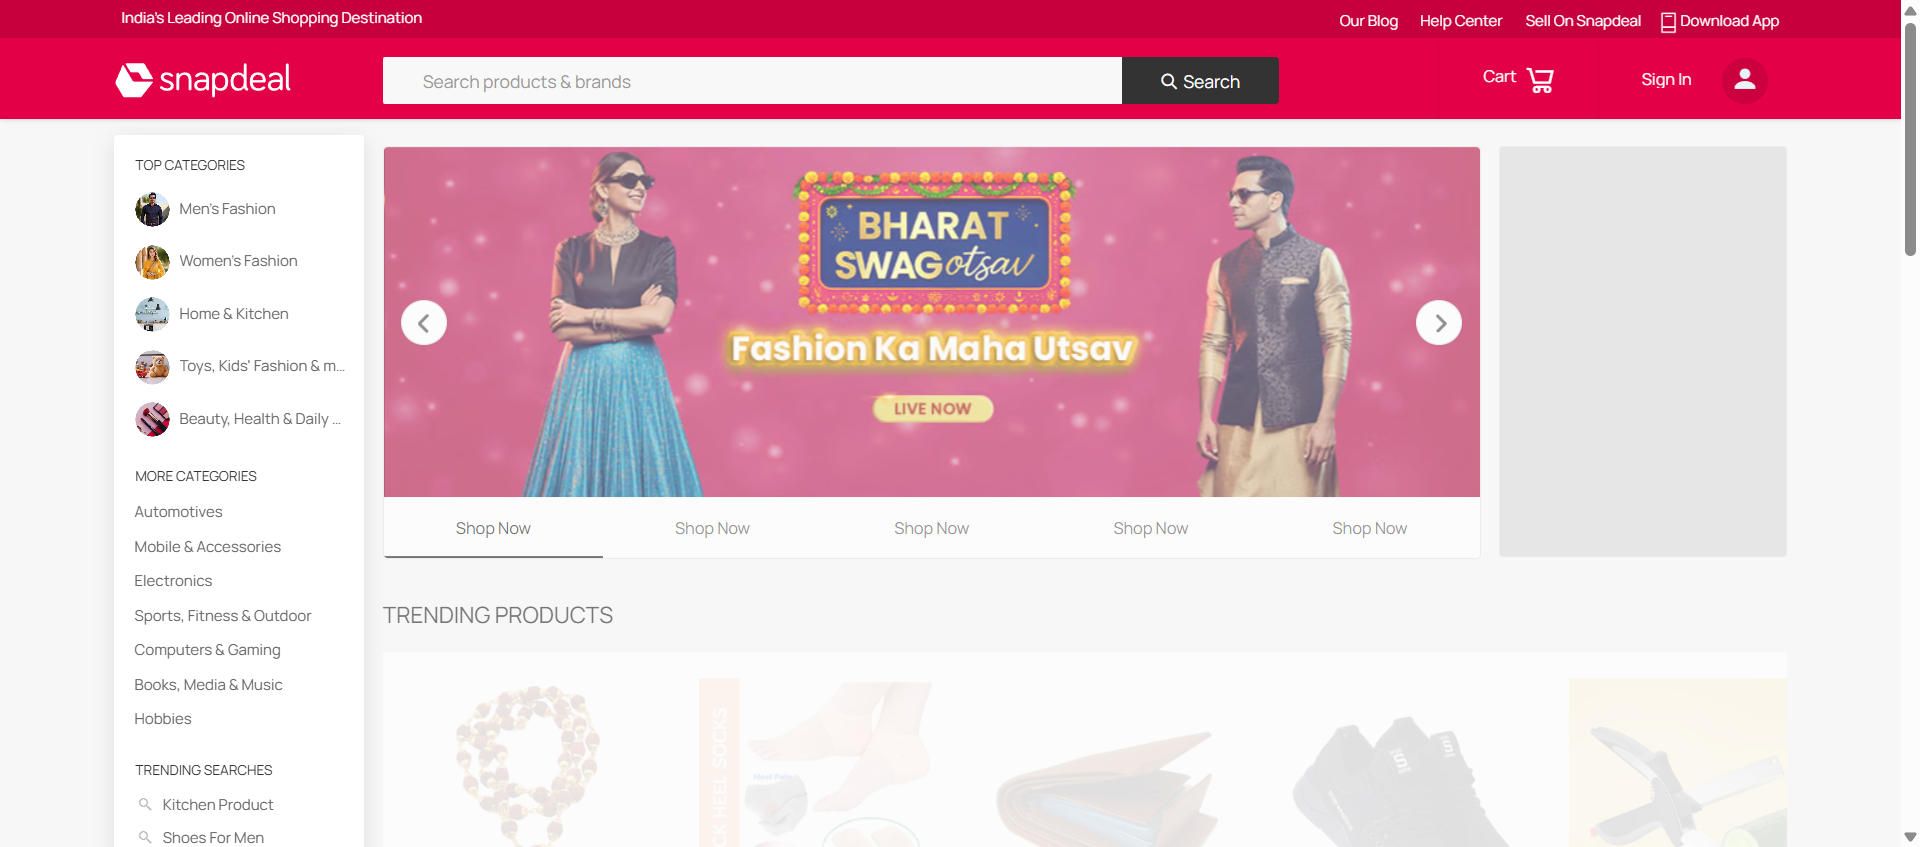 India's Leading Online Shopping Destination
Our Blog
Help Center
Sell On Snapdeal
Download App
snapdeal
Search products & brands
Search
Cart
Sign In
TOP CATEGORIES
Men's Fashion
Women's Fashion
Home & Kitchen
Toys, Kids' Fashion & m...
Beauty, Health & Daily ...
MORE CATEGORIES
Automotives
Mobile & Accessories
Electronics
Sports, Fitness & Outdoor
Computers & Gaming
Books, Media & Music
Hobbies
TRENDING SEARCHES
Kitchen Product
Shoes For Men
BHARAT
SWAGotsav
Fashion Ka Maha Utsav
LIVE NOW
Shop Now
Shop Now
Shop Now
Shop Now
Shop Now
TRENDING PRODUCTS
CK HEEL SOCKS